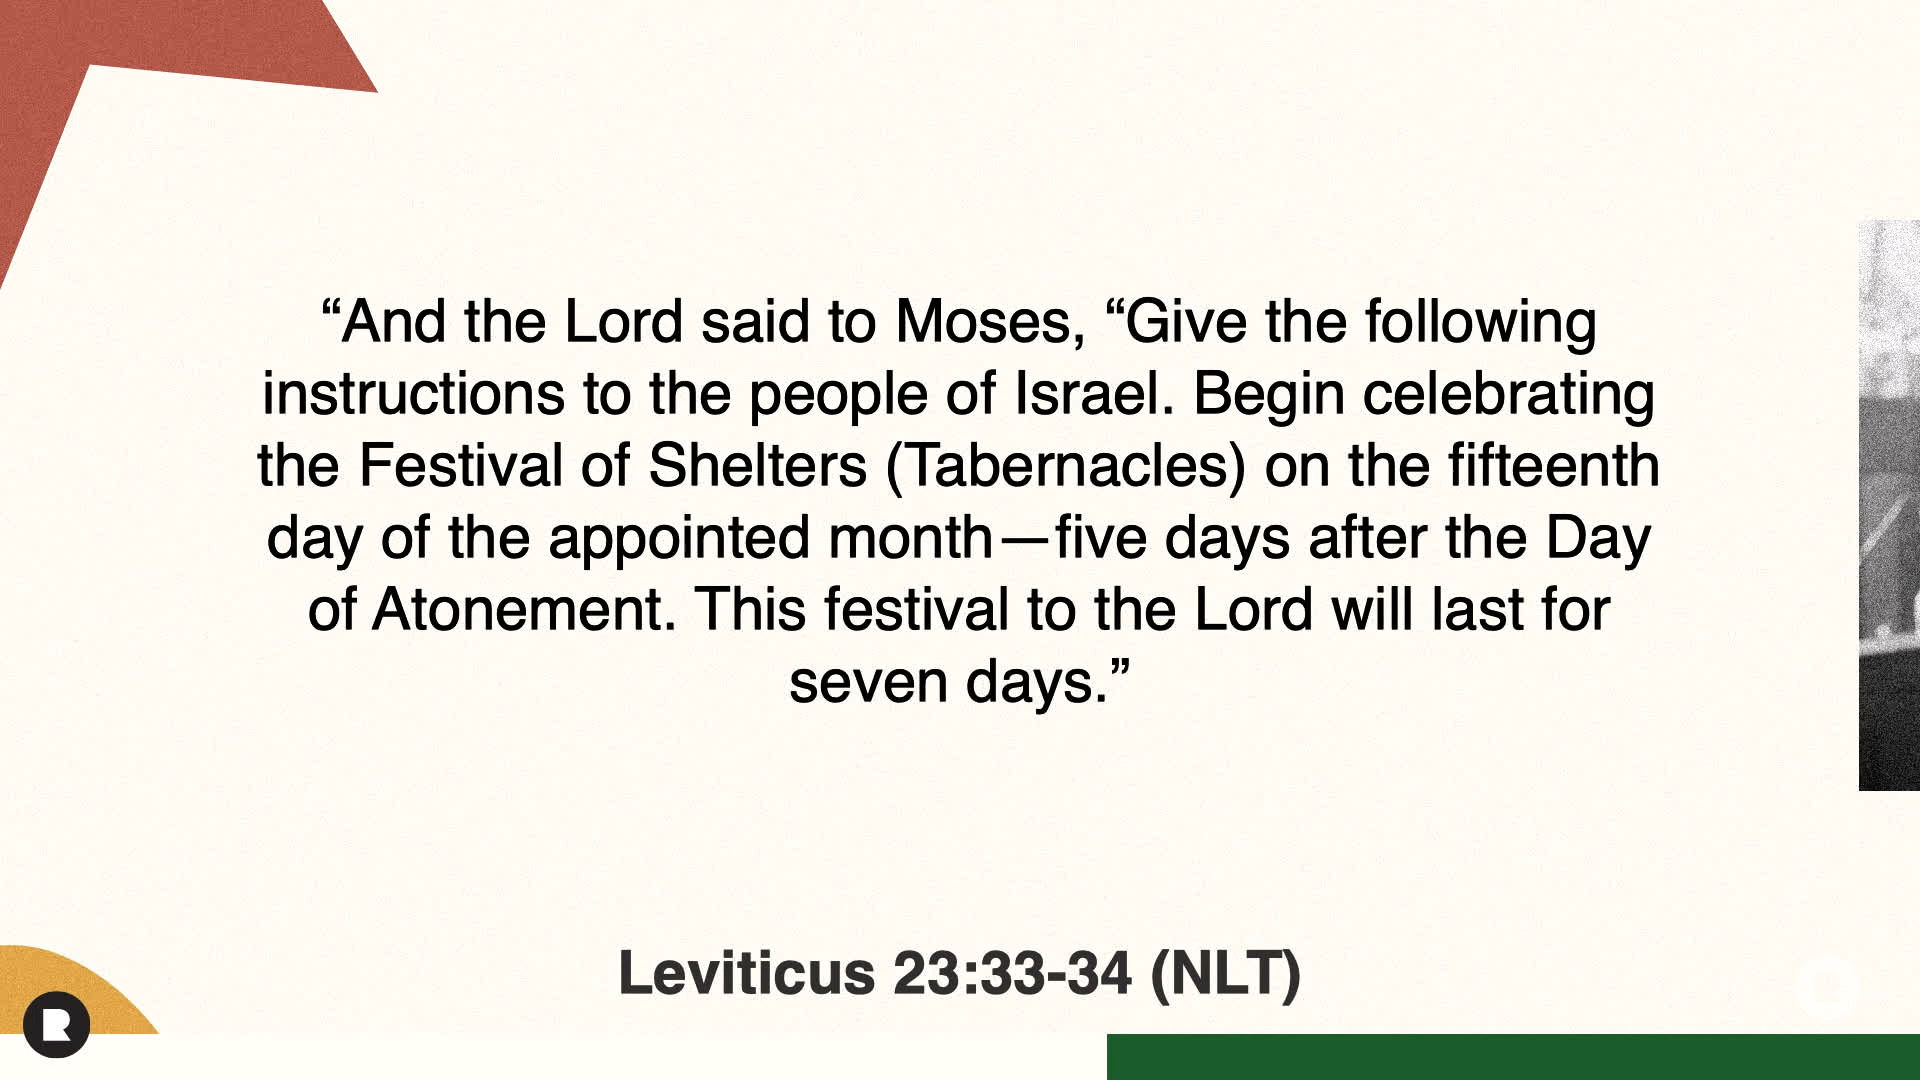 “And the Lord said to Moses, “Give the following
instructions to the people of Israel. Begin celebrating
the Festival of Shelters (Tabernacles) on the fifteenth
day of the appointed month—five days after the Day
of Atonement. This festival to the Lord will last for
seven days.”
Leviticus 23:33-34 (NLT)
R